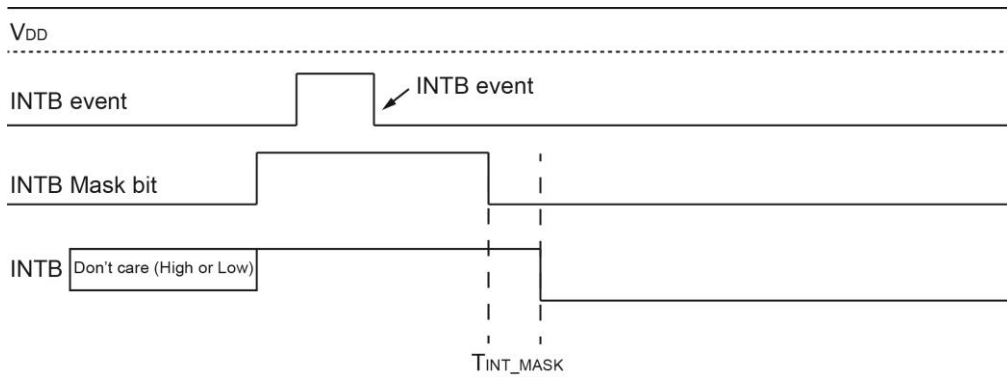 VDD
INTB event
INTB event
INTB Mask bit
INTB
Don't care (High or Low)
TINT_MASK